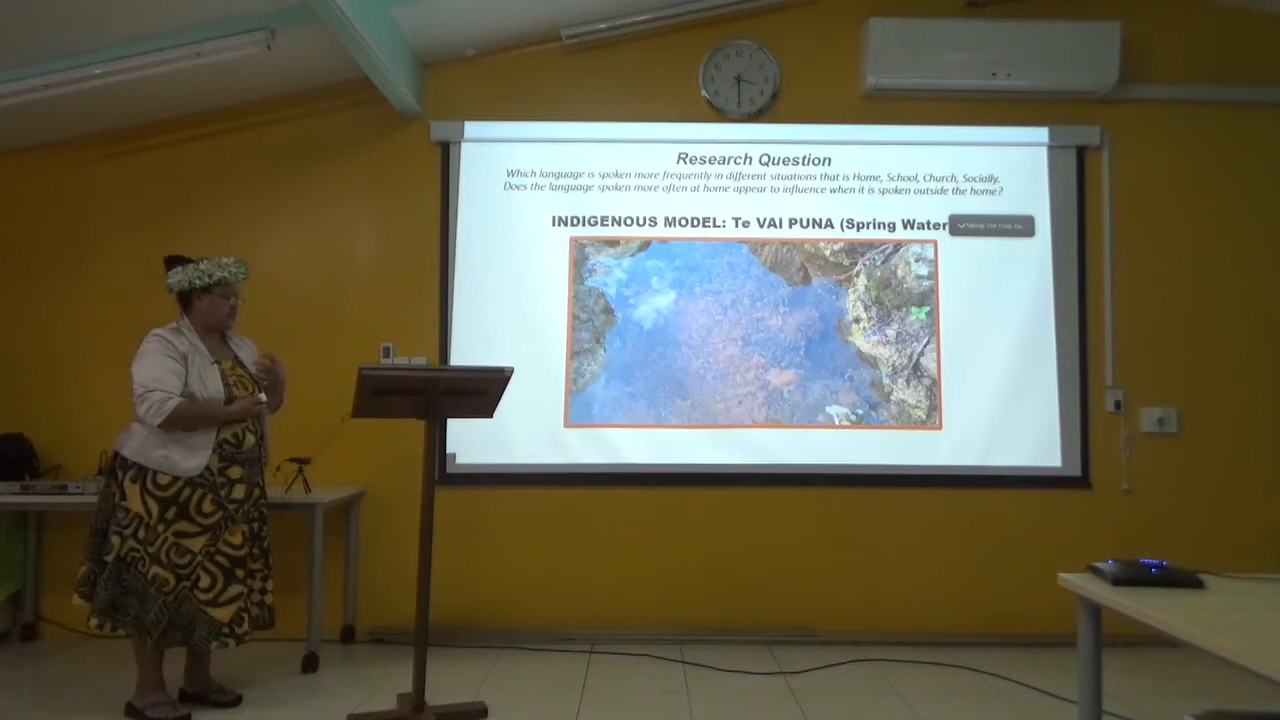 Research Question
Which language is spoken more frequently in different situations that is Home, School, Church, Socially.
Does the language spoken more often at home appear to influence when it is spoken outside the home?
INDIGENOUS MODEL: Te VAI PUNA (Spring Water
Talking: